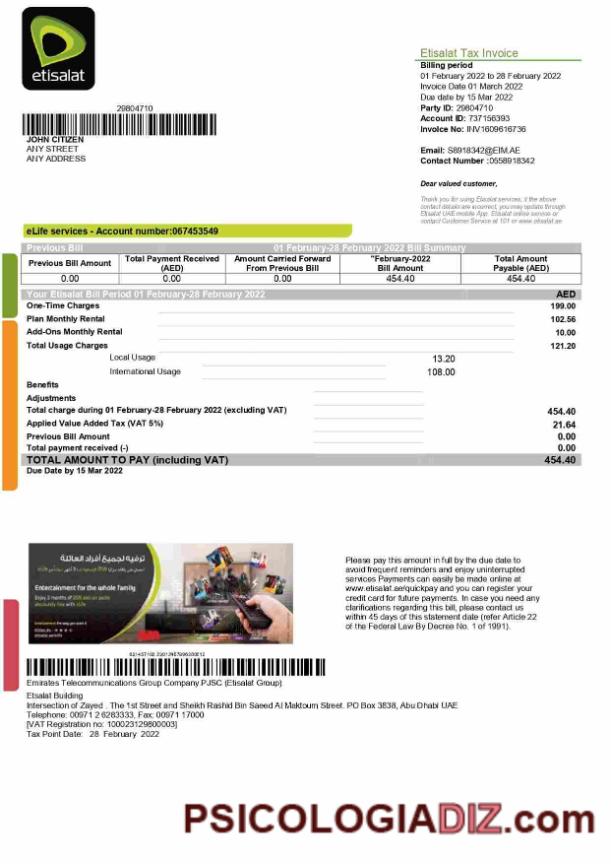 etisalat
Etisalat Tax Invoice
Billing period
01 February 2022 to 28 February 2022
Invoice Date 01 March 2022
Due date by 15 Mar 2022
Party ID: 29804710
Account ID: 737156393
Invoice No: INV1609616736
Email: S8918342@EIM.AE
Contact Number :0558918342
29804710
JOHN CITIZEN
ANY STREET
ANY ADDRESS
Dear valued customer,
Thank you for using Etisalat services, if the above
contact details are incorrect, you may update through
Etisalat UAE mobile App, Etisalat online service or
contact Customer Service at 101 or www.etisalat.ae
eLife services - Account number:067453549
Previous Bill 01 February-28 February 2022 Bill Summary
Previous Bill Amount Total Payment Received (AED) Amount Carried Forward From Previous Bill "February-2022 Bill Amount Total Amount Payable (AED)
0.00 0.00 0.00 454.40 454.40
Your Etisalat Bill Period 01 February-28 February 2022 AED
One-Time Charges 199.00
Plan Monthly Rental 102.56
Add-Ons Monthly Rental 10.00
Total Usage Charges 121.20
Local Usage 13.20
International Usage 108.00
Benefits
Adjustments
Total charge during 01 February-28 February 2022 (excluding VAT) 454.40
Applied Value Added Tax (VAT 5%) 21.64
Previous Bill Amount 0.00
Total payment received (-) 0.00
TOTAL AMOUNT TO PAY (including VAT) 454.40
Due Date by 15 Mar 2022
ترفيه لجميع أفراد العائلة
Entertainment for the whole family
Please pay this amount in full by the due date to
avoid frequent reminders and enjoy uninterrupted
services Payments can easily be made online at
www.etisalat.ae/quickpay and you can register your
credit card for future payments. In case you need any
clarifications regarding this bill, please contact us
within 45 days of this statement date (refer Article 22
of the Federal Law By Decree No. 1 of 1991).
Emirates Telecommunications Group Company PJSC (Etisalat Group)
Etsalat Building
Intersection of Zayed . The 1st Street and Sheikh Rashid Bin Saeed Al Maktoum Street. PO Box 3838, Abu Dhabi UAE
Telephone: 00971 2 6283333, Fax: 00971 17000
[VAT Registration no: 100023129800003]
Tax Point Date: 28 February 2022
PSICOLOGIADIZ.com